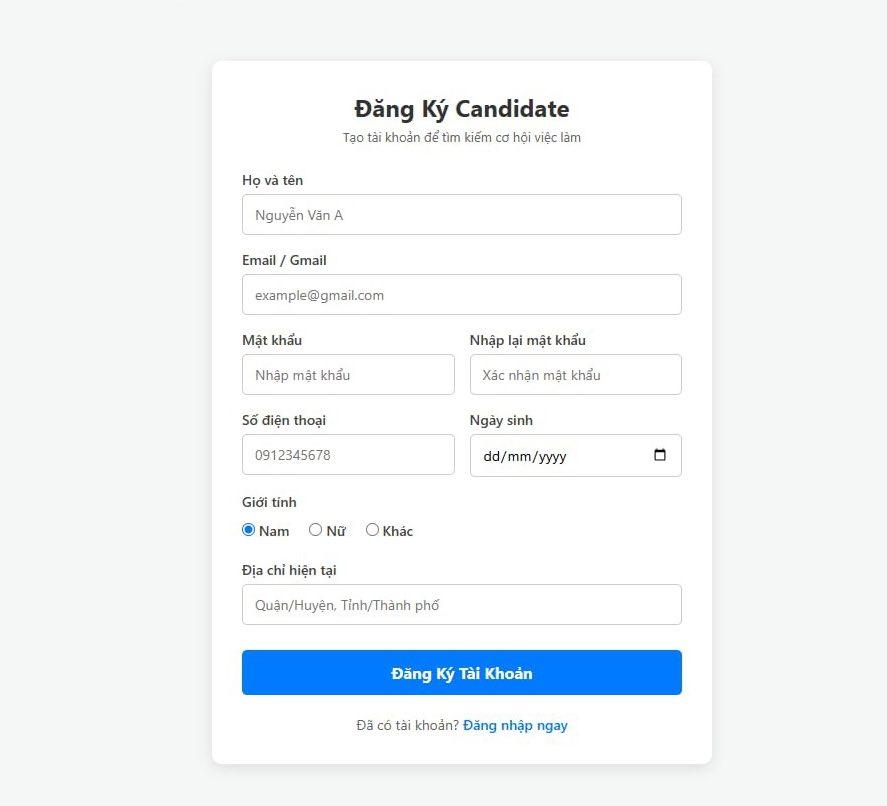 Đăng Ký Candidate
Tạo tài khoản để tìm kiếm cơ hội việc làm
Họ và tên
Nguyễn Văn A
Email / Gmail
example@gmail.com
Mật khẩu Nhập lại mật khẩu
Nhập mật khẩu Xác nhận mật khẩu
Số điện thoại Ngày sinh
0912345678 dd/mm/yyyy
Giới tính
Nam Nữ Khác
Địa chỉ hiện tại
Quận/Huyện, Tỉnh/Thành phố
Đăng Ký Tài Khoản
Đã có tài khoản? Đăng nhập ngay